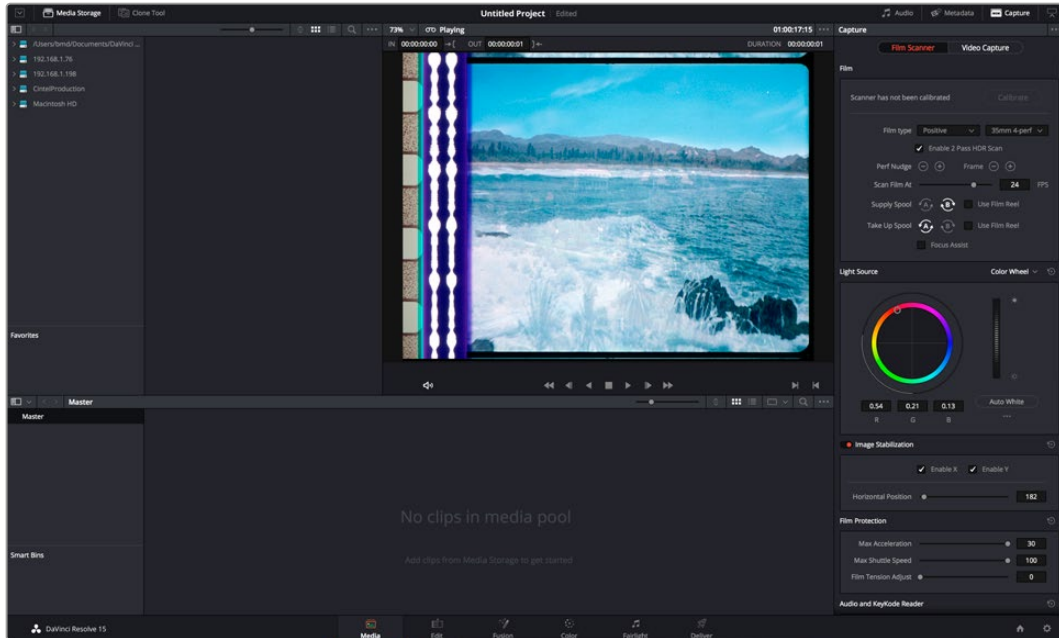 Media Storage Clone Tool Untitled Project Edited Audio Metadata Capture
73% Playing 01:00:17:15 Capture
IN 00:00:00:00 OUT 00:00:00:01 DURATION 00:00:00:01
Film Scanner Video Capture
/Users/bmd/Documents/DaVinci ...
192.168.1.76
192.168.1.198
CintelProduction
Macintosh HD
Film
Scanner has not been calibrated Calibrate
Film type Positive 35mm 4-perf
Enable 2 Pass HDR Scan
Perf Nudge Frame
Scan Film At 24 FPS
Supply Spool A B Use Film Reel
Take Up Spool A B Use Film Reel
Focus Assist
Light Source Color Wheel
Favorites
0.54 0.21 0.13 Auto White
R G B
Master
Master
Image Stabilization
Enable X Enable Y
Horizontal Position 182
No clips in media pool
Add clips from Media Storage to get started
Film Protection
Max Acceleration 30
Max Shuttle Speed 100
Film Tension Adjust 0
Smart Bins
Audio and KeyKode Reader
DaVinci Resolve 15
Media Edit Fusion Color Fairlight Deliver